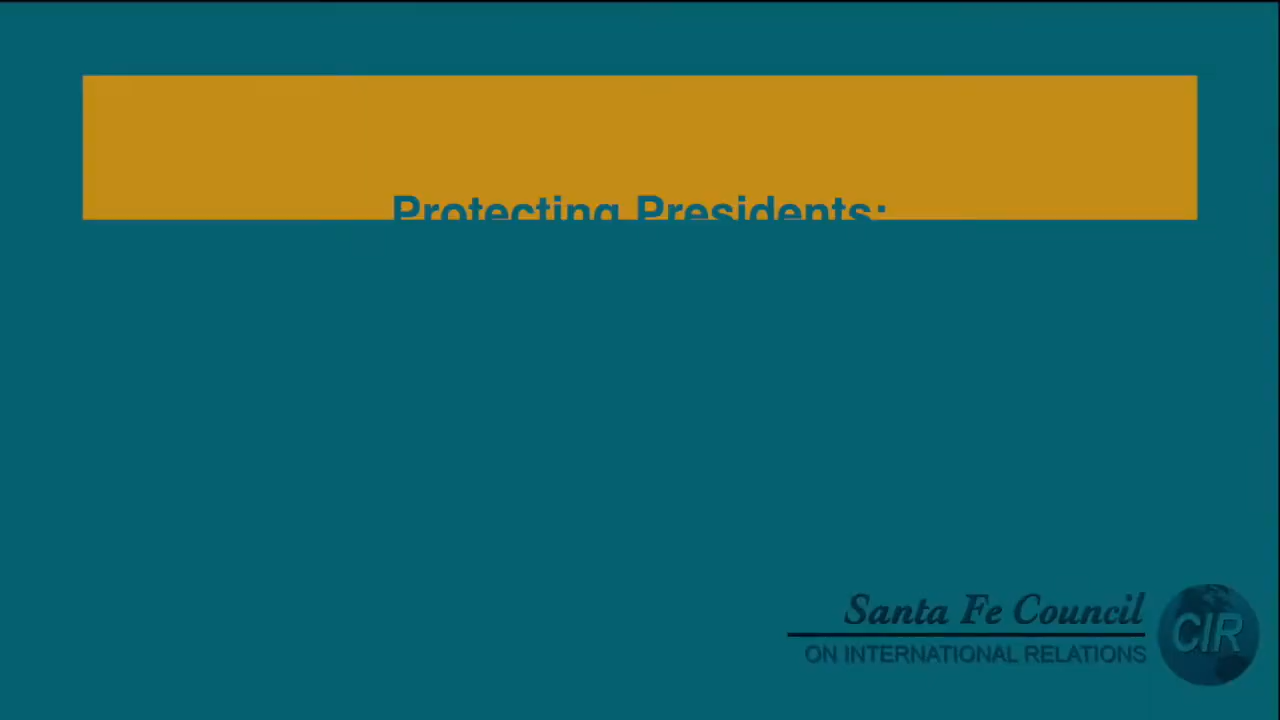 Protecting Presidents:
Santa Fe Council
ON INTERNATIONAL RELATIONS
CIR